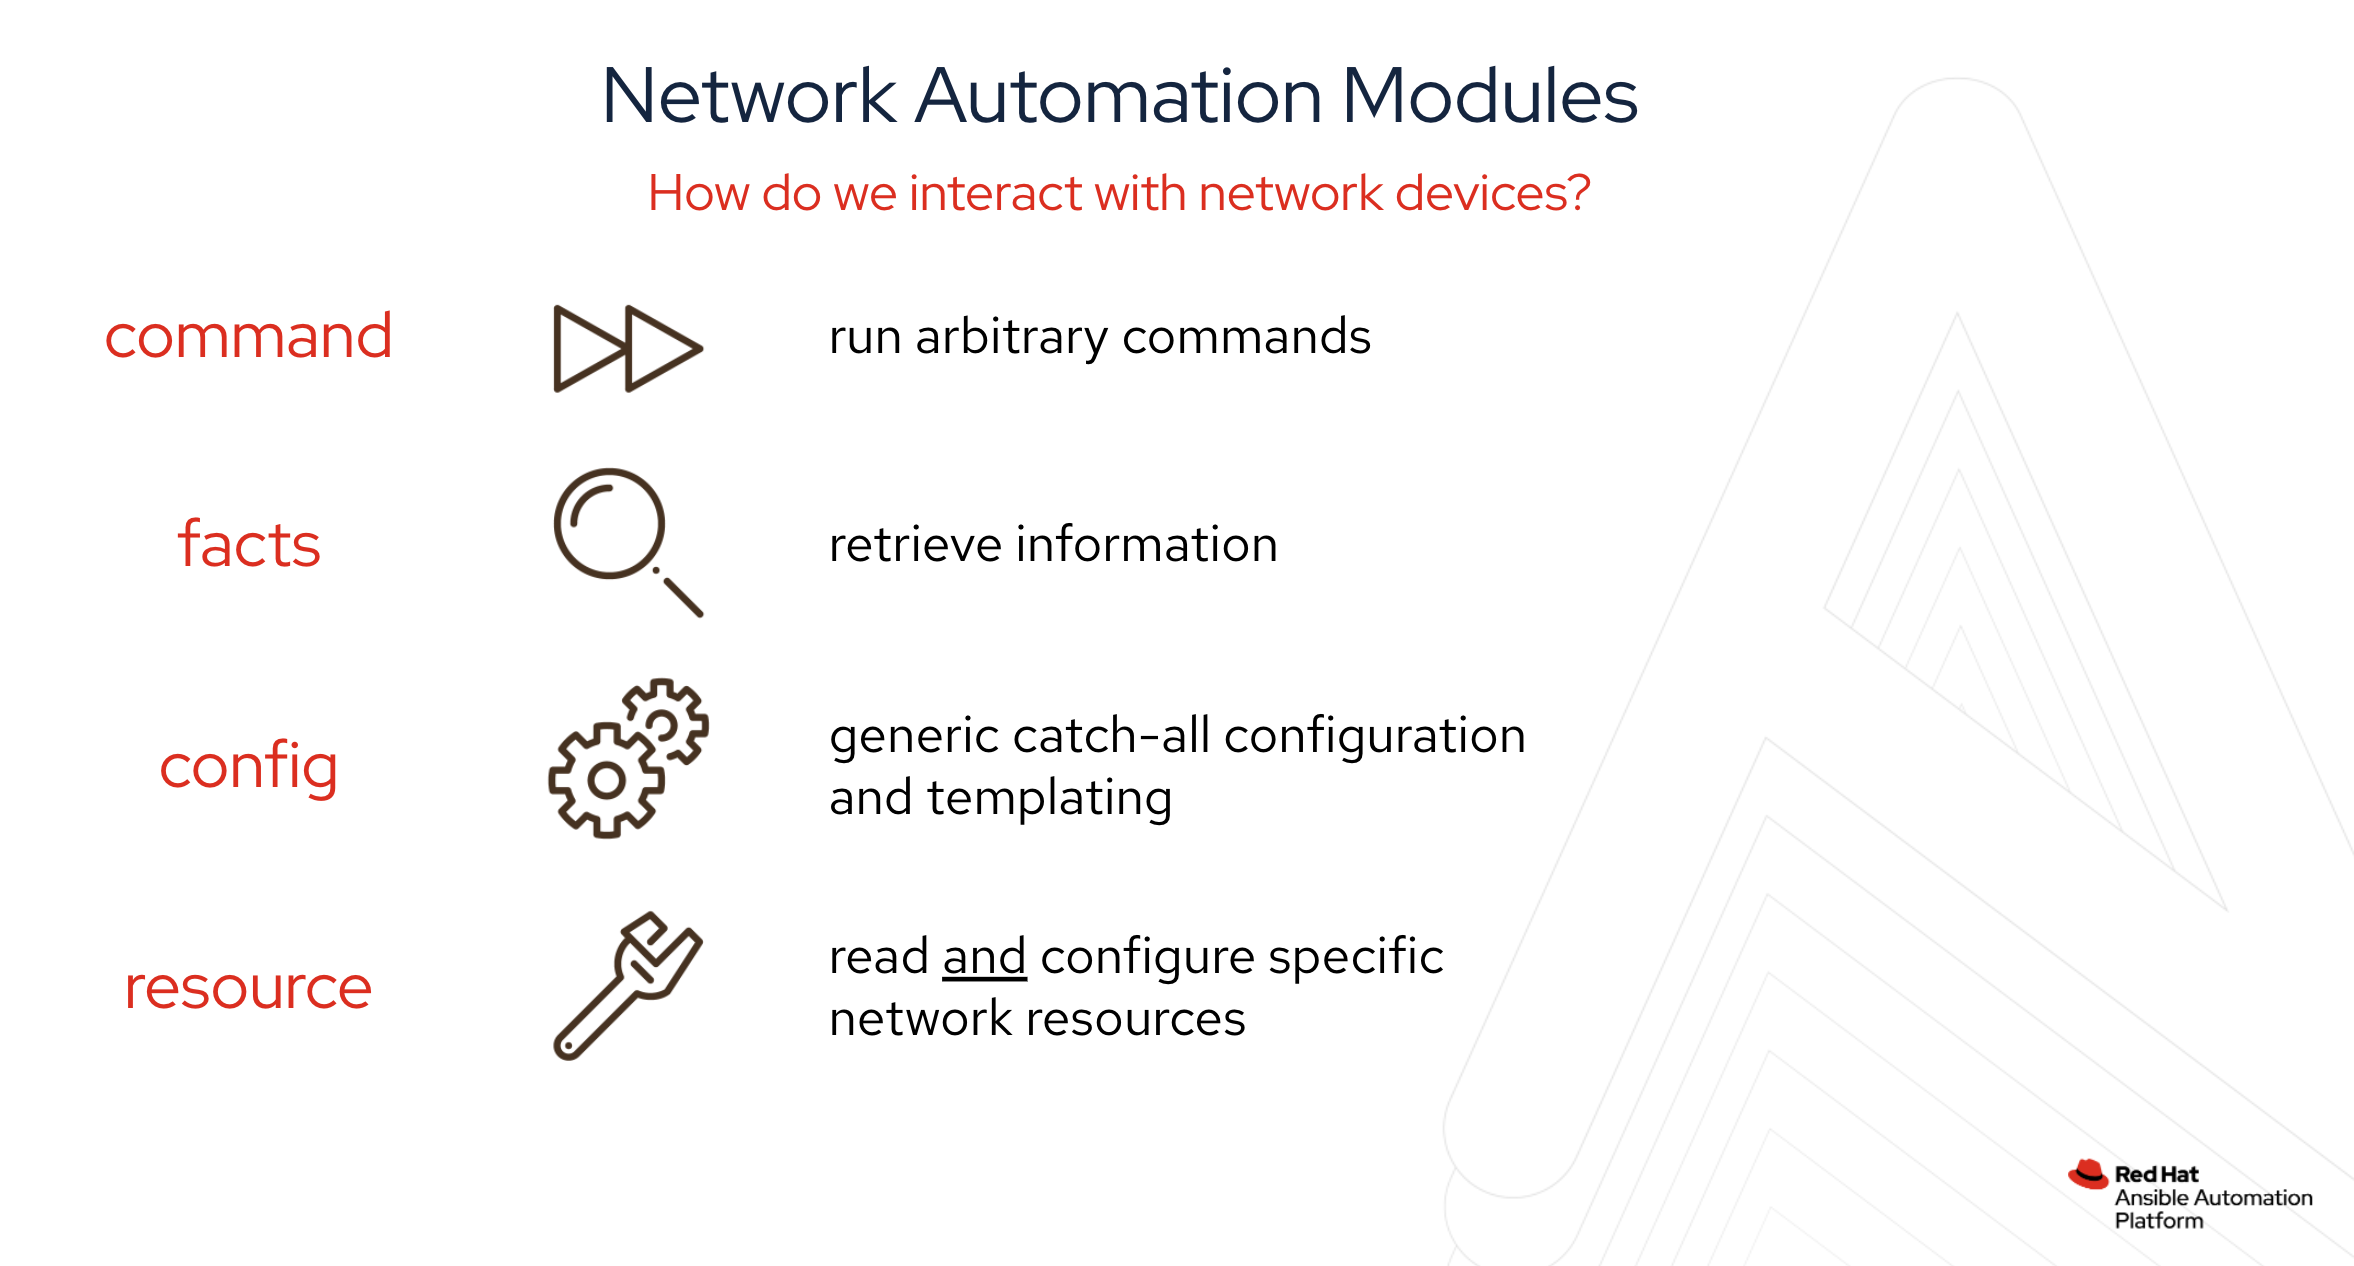 Network Automation Modules
How do we interact with network devices?
command
run arbitrary commands
facts
retrieve information
config
generic catch-all configuration
and templating
resource
read and configure specific
network resources
Red Hat
Ansible Automation
Platform